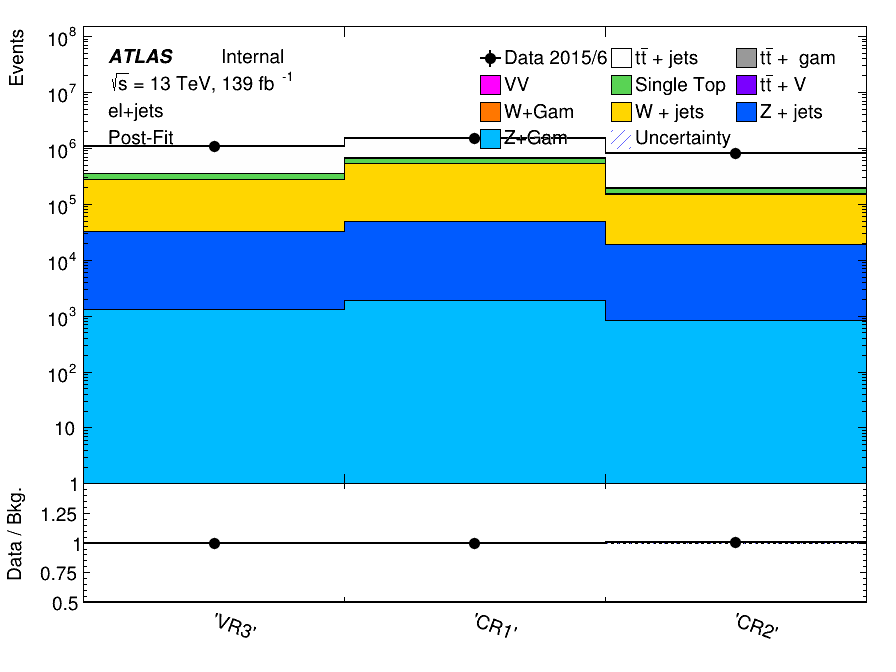 Events
10⁸
10⁷
10⁶
10⁵
10⁴
10³
10²
10
1
ATLAS Internal
√s = 13 TeV, 139 fb⁻¹
el+jets
Post-Fit
Data 2015/6
tt̅ + jets
tt̅ + gam
VV
Single Top
tt̅ + V
W+Gam
W + jets
Z + jets
Z+Gam
Uncertainty
Data / Bkg.
1.25
1
0.75
0.5
'VR3'
'CR1'
'CR2'